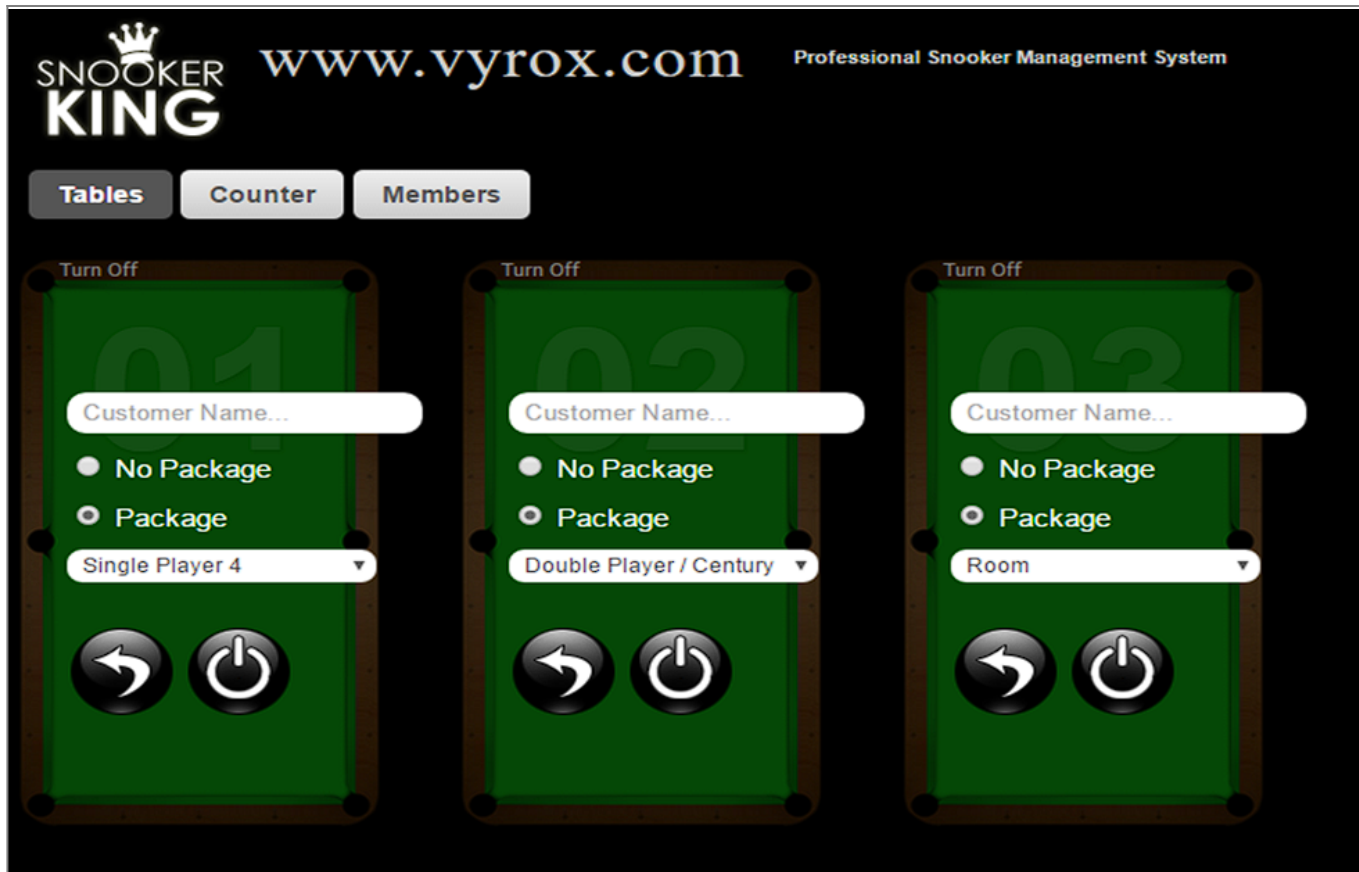 SNOOKER
KING
www.vyrox.com
Professional Snooker Management System
Tables
Counter
Members
Turn Off
01
Customer Name...
No Package
Package
Single Player 4
Turn Off
02
Customer Name...
No Package
Package
Double Player / Century
Turn Off
03
Customer Name...
No Package
Package
Room